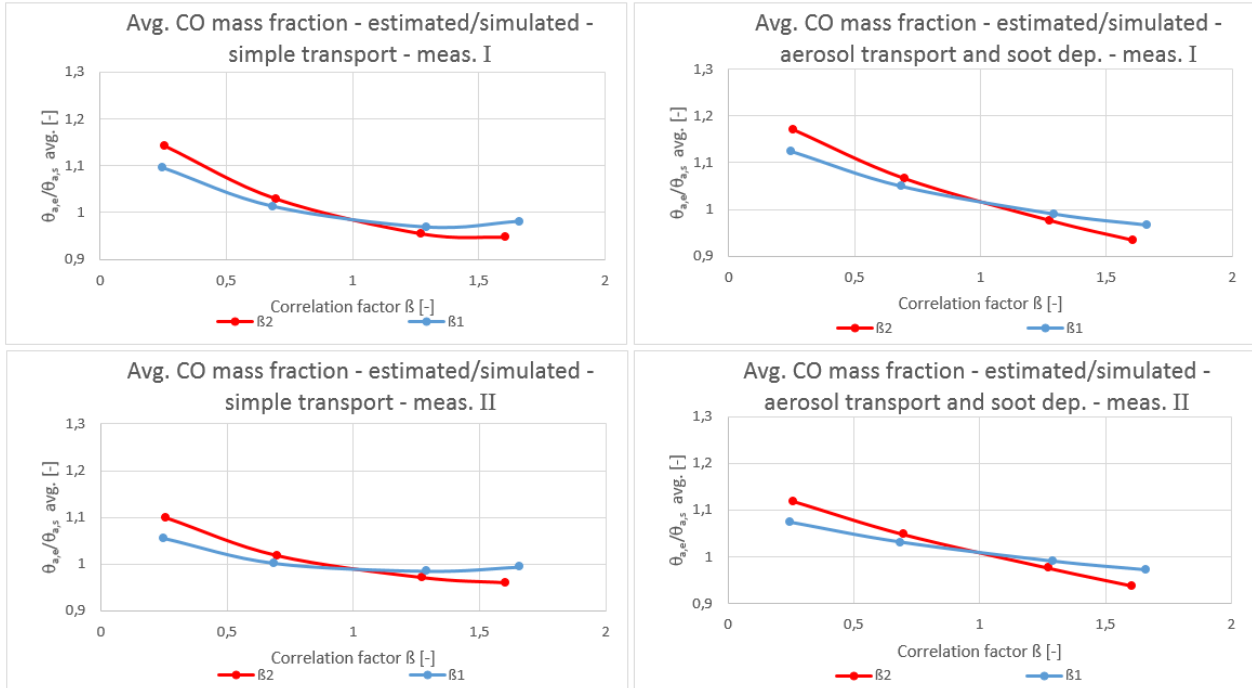 Avg. CO mass fraction - estimated/simulated -
simple transport - meas. I
1,3
1,2
1,1
1
0,9
θa,e/θa,s avg. [-]
0
0,5
1
1,5
2
Correlation factor ß [-]
ß2
ß1
Avg. CO mass fraction - estimated/simulated -
aerosol transport and soot dep. - meas. I
1,3
1,2
1,1
1
0,9
θa,e/θa,s avg. [-]
0
0,5
1
1,5
2
Correlation factor ß [-]
ß2
ß1
Avg. CO mass fraction - estimated/simulated -
simple transport - meas. II
1,3
1,2
1,1
1
0,9
θa,e/θa,s avg. [-]
0
0,5
1
1,5
2
Correlation factor ß [-]
ß2
ß1
Avg. CO mass fraction - estimated/simulated -
aerosol transport and soot dep. - meas. II
1,3
1,2
1,1
1
0,9
θa,e/θa,s avg. [-]
0
0,5
1
1,5
2
Correlation factor ß [-]
ß2
ß1